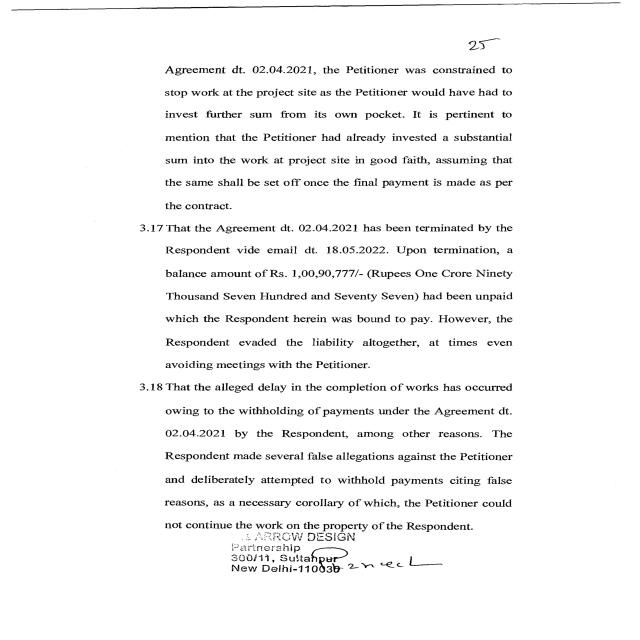 25
Agreement dt. 02.04.2021, the Petitioner was constrained to
stop work at the project site as the Petitioner would have had to
invest further sum from its own pocket. It is pertinent to
mention that the Petitioner had already invested a substantial
sum into the work at project site in good faith, assuming that
the same shall be set off once the final payment is made as per
the contract.
3.17 That the Agreement dt. 02.04.2021 has been terminated by the
Respondent vide email dt. 18.05.2022. Upon termination, a
balance amount of Rs. 1,00,90,777/- (Rupees One Crore Ninety
Thousand Seven Hundred and Seventy Seven) had been unpaid
which the Respondent herein was bound to pay. However, the
Respondent evaded the liability altogether, at times even
avoiding meetings with the Petitioner.
3.18 That the alleged delay in the completion of works has occurred
owing to the withholding of payments under the Agreement dt.
02.04.2021 by the Respondent, among other reasons. The
Respondent made several false allegations against the Petitioner
and deliberately attempted to withhold payments citing false
reasons, as a necessary corollary of which, the Petitioner could
not continue the work on the property of the Respondent.
ARROW DESIGN
Partnership
300/11, Sultanpur
New Delhi-110030